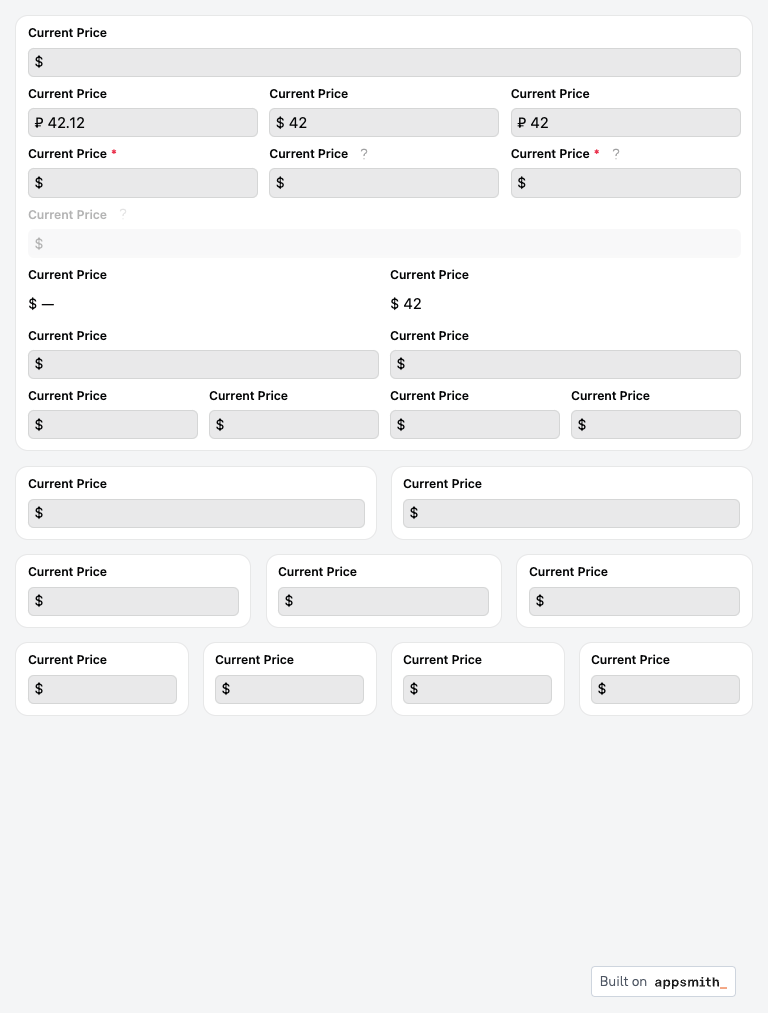 Current Price
$
Current Price Current Price Current Price
₽ 42.12 $ 42 ₽ 42
Current Price * Current Price ? Current Price * ?
$ $ $
Current Price ?
$
Current Price Current Price
$ — $ 42
Current Price Current Price
$ $
Current Price Current Price Current Price Current Price
$ $ $ $
Current Price Current Price
$ $
Current Price Current Price Current Price
$ $ $
Current Price Current Price Current Price Current Price
$ $ $ $
Built on appsmith_